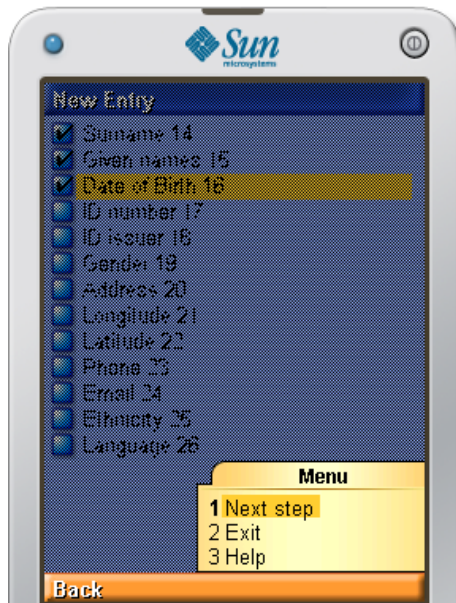 Sun
microsystems
New Entry
Surname 14
Given names 15
Date of Birth 16
ID number 17
ID issuer 18
Gender 19
Address 20
Longitude 21
Latitude 22
Phone 23
Email 24
Ethnicity 25
Language 26
Menu
1 Next step
2 Exit
3 Help
Back